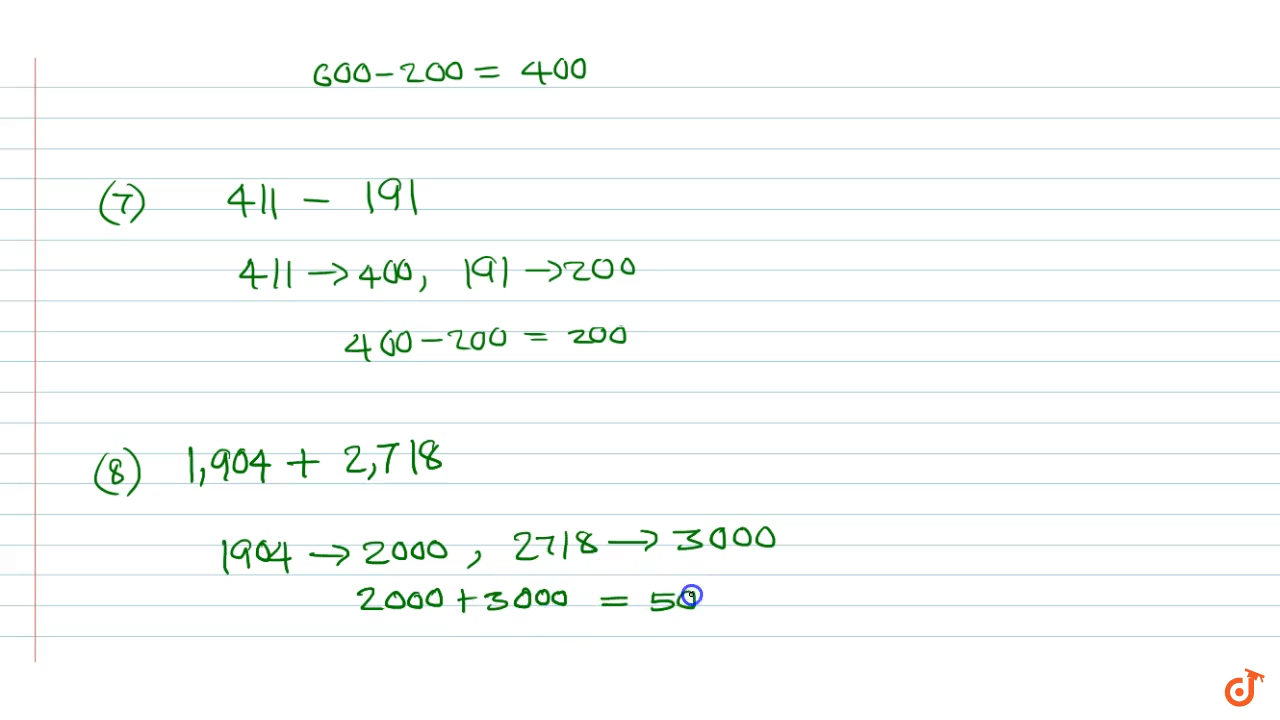 600-200 = 400
(7) 411 - 191
411 → 400, 191 → 200
400-200 = 200
(8) 1,904 + 2,718
1904 → 2000, 2718 → 3000
2000+3000 = 50